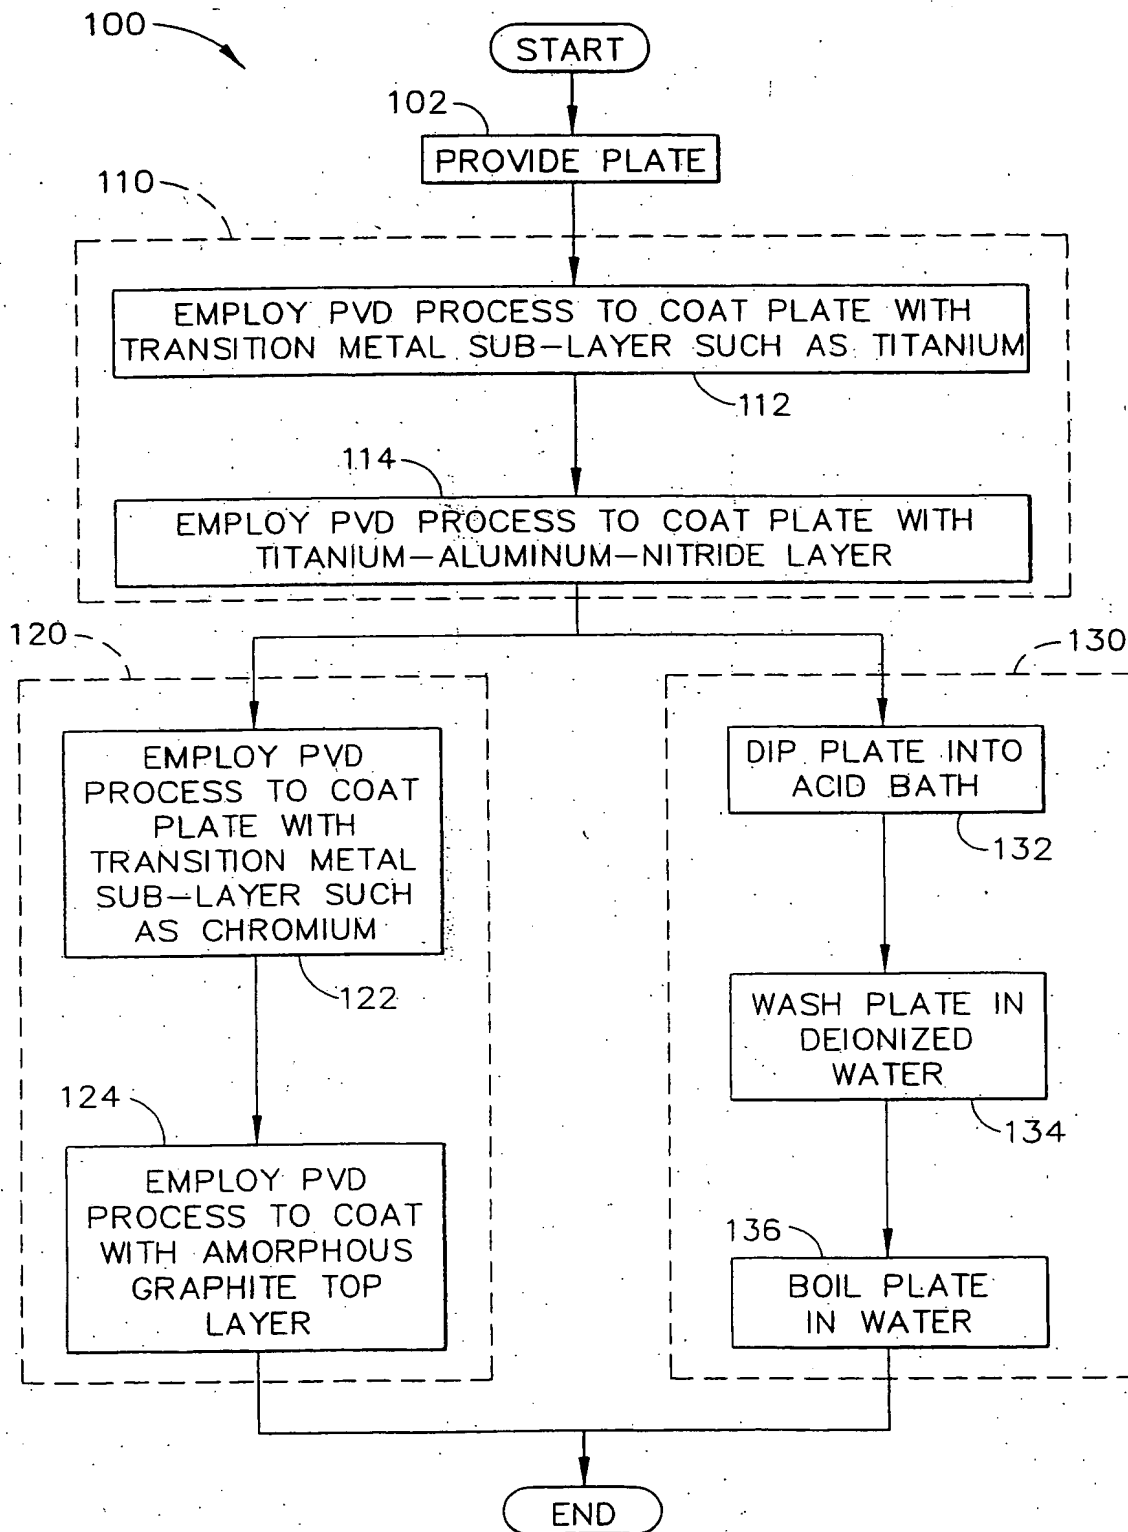 100
START
102
PROVIDE PLATE
110
EMPLOY PVD PROCESS TO COAT PLATE WITH
TRANSITION METAL SUB-LAYER SUCH AS TITANIUM
112
114
EMPLOY PVD PROCESS TO COAT PLATE WITH
TITANIUM-ALUMINUM-NITRIDE LAYER
120
EMPLOY PVD
PROCESS TO COAT
PLATE WITH
TRANSITION METAL
SUB-LAYER SUCH
AS CHROMIUM
122
124
EMPLOY PVD
PROCESS TO COAT
WITH AMORPHOUS
GRAPHITE TOP
LAYER
130
DIP PLATE INTO
ACID BATH
132
WASH PLATE IN
DEIONIZED
WATER
134
136
BOIL PLATE
IN WATER
END